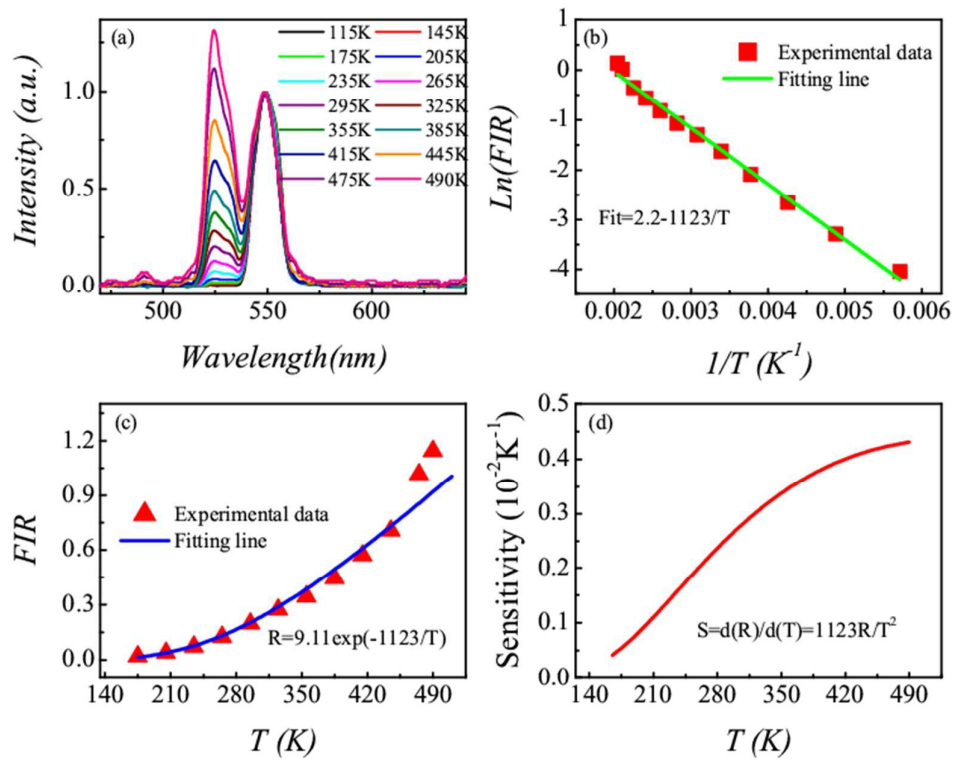 (a)
115K 145K
175K 205K
235K 265K
295K 325K
355K 385K
415K 445K
475K 490K
1.0
0.5
0.0
500 550 600
Intensity (a.u.)
Wavelength(nm)
(b)
Experimental data
Fitting line
Fit=2.2-1123/T
0
-1
-2
-3
-4
0.002 0.003 0.004 0.005 0.006
Ln(FIR)
1/T (K⁻¹)
(c)
Experimental data
Fitting line
R=9.11exp(-1123/T)
1.2
0.9
0.6
0.3
0.0
140 210 280 350 420 490
FIR
T (K)
(d)
S=d(R)/d(T)=1123R/T²
0.5
0.4
0.3
0.2
0.1
0.0
140 210 280 350 420 490
Sensitivity (10⁻²K⁻¹)
T (K)